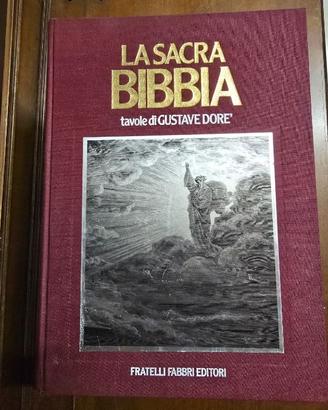 LA SACRA
BIBBIA
tavole di GUSTAVE DORE'
FRATELLI FABBRI EDITORI